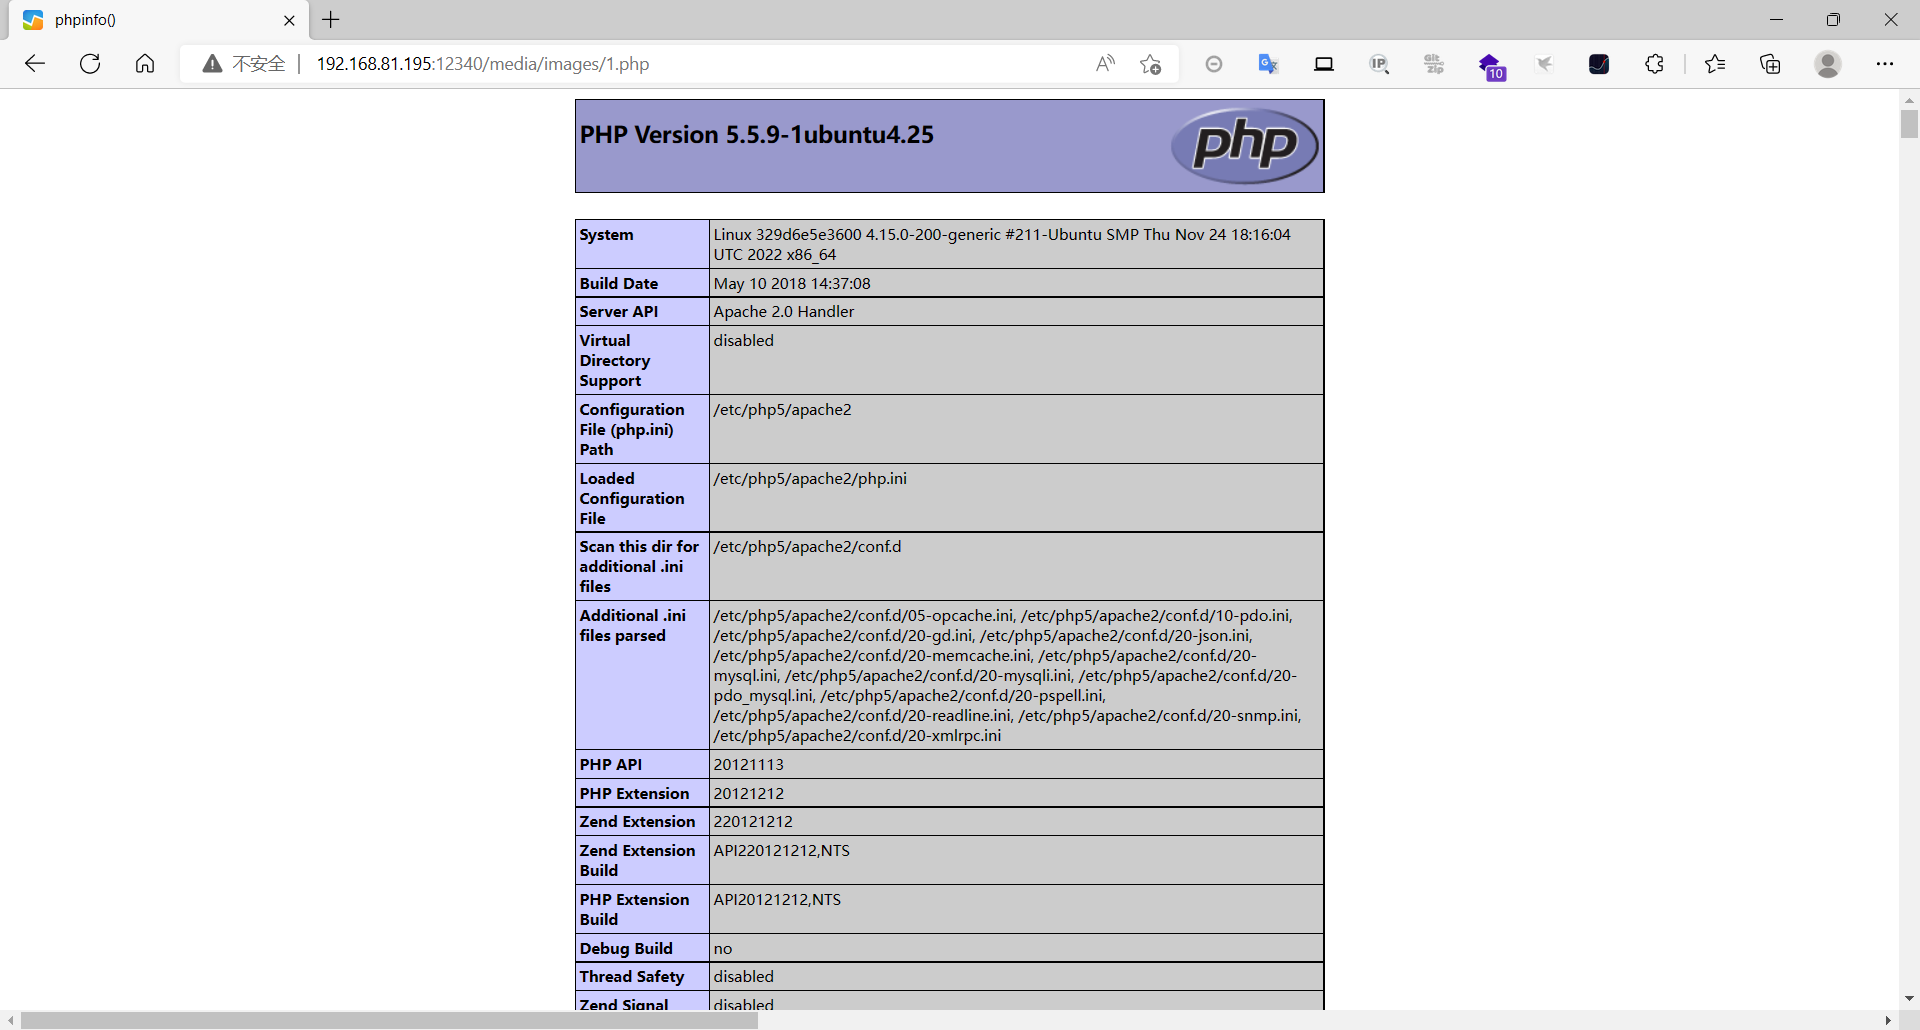 phpinfo()
不安全 192.168.81.195:12340/media/images/1.php
A
G
IP
Git
zip
10
PHP Version 5.5.9-1ubuntu4.25
php
System
Linux 329d6e5e3600 4.15.0-200-generic #211-Ubuntu SMP Thu Nov 24 18:16:04
UTC 2022 x86_64
Build Date
May 10 2018 14:37:08
Server API
Apache 2.0 Handler
Virtual
Directory
Support
disabled
Configuration
File (php.ini)
Path
/etc/php5/apache2
Loaded
Configuration
File
/etc/php5/apache2/php.ini
Scan this dir for
additional .ini
files
/etc/php5/apache2/conf.d
Additional .ini
files parsed
/etc/php5/apache2/conf.d/05-opcache.ini, /etc/php5/apache2/conf.d/10-pdo.ini,
/etc/php5/apache2/conf.d/20-gd.ini, /etc/php5/apache2/conf.d/20-json.ini,
/etc/php5/apache2/conf.d/20-memcache.ini, /etc/php5/apache2/conf.d/20-
mysql.ini, /etc/php5/apache2/conf.d/20-mysqli.ini, /etc/php5/apache2/conf.d/20-
pdo_mysql.ini, /etc/php5/apache2/conf.d/20-pspell.ini,
/etc/php5/apache2/conf.d/20-readline.ini, /etc/php5/apache2/conf.d/20-snmp.ini,
/etc/php5/apache2/conf.d/20-xmlrpc.ini
PHP API
20121113
PHP Extension
20121212
Zend Extension
220121212
Zend Extension
Build
API220121212,NTS
PHP Extension
Build
API20121212,NTS
Debug Build
no
Thread Safety
disabled
Zend Signal
disabled